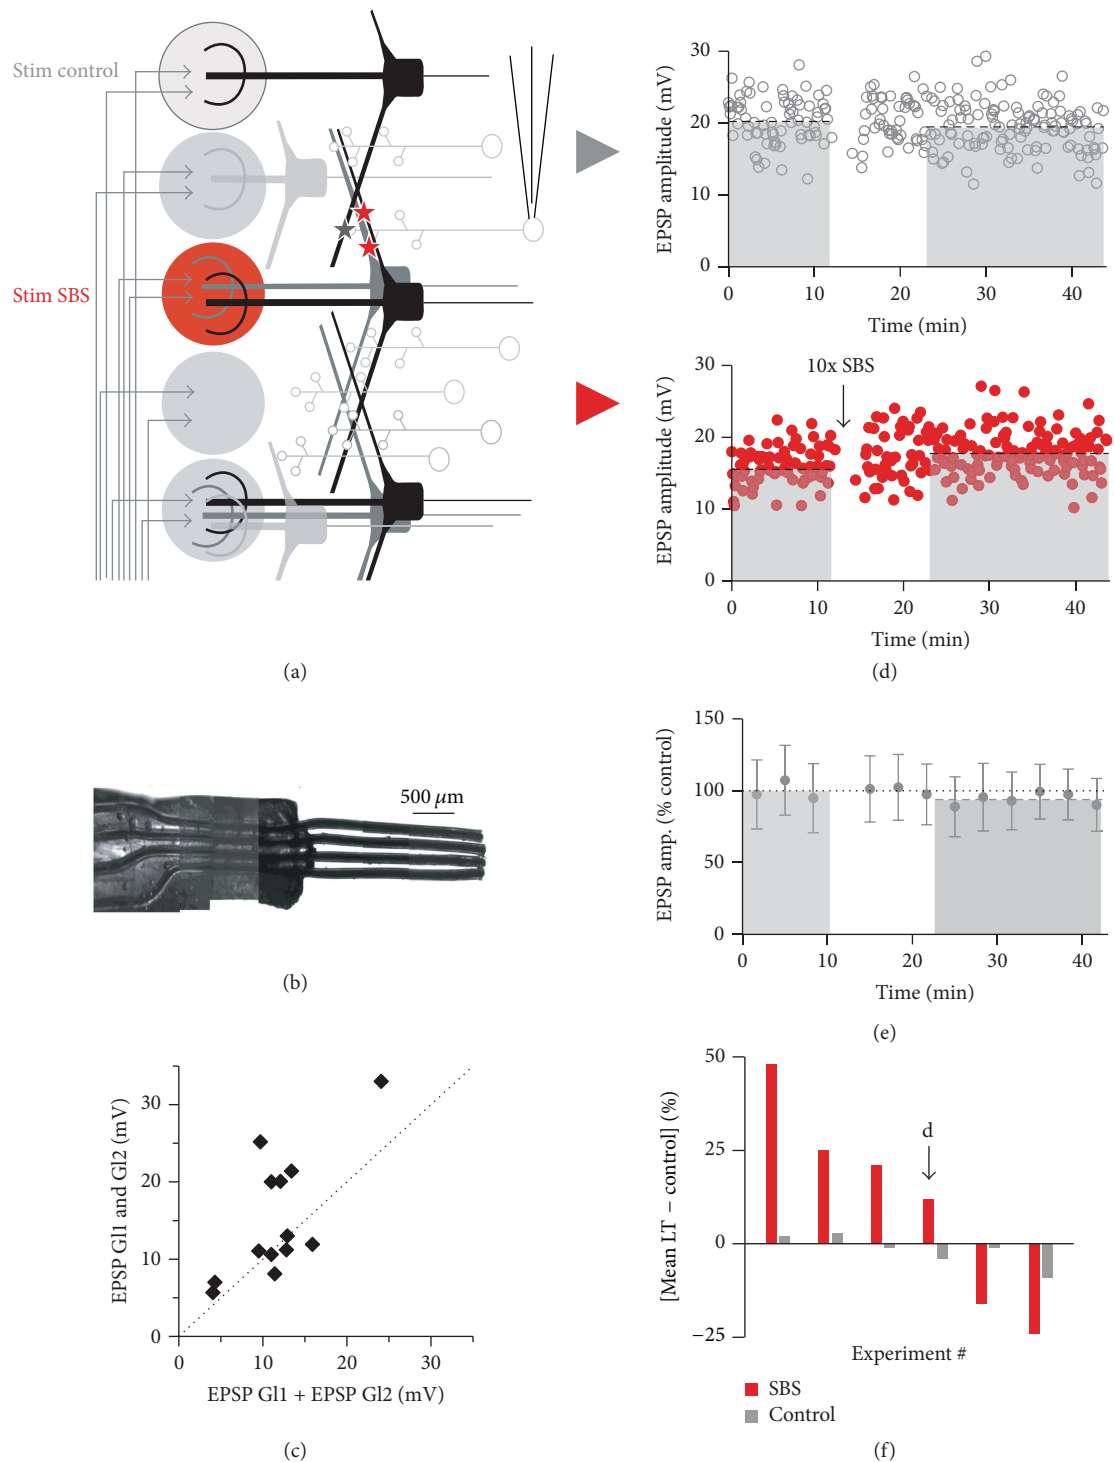 Stim control
Stim SBS
(a)
EPSP amplitude (mV)
30
20
10
0
0 10 20 30 40
Time (min)
10x SBS
EPSP amplitude (mV)
30
20
10
0
0 10 20 30 40
Time (min)
(d)
500 μm
(b)
EPSP amp. (% control)
150
100
50
0
0 10 20 30 40
Time (min)
(e)
EPSP Gl1 and Gl2 (mV)
30
20
10
0
0 10 20 30
EPSP Gl1 + EPSP Gl2 (mV)
(c)
[Mean LT − control] (%)
50
25
0
−25
d
Experiment #
SBS
Control
(f)